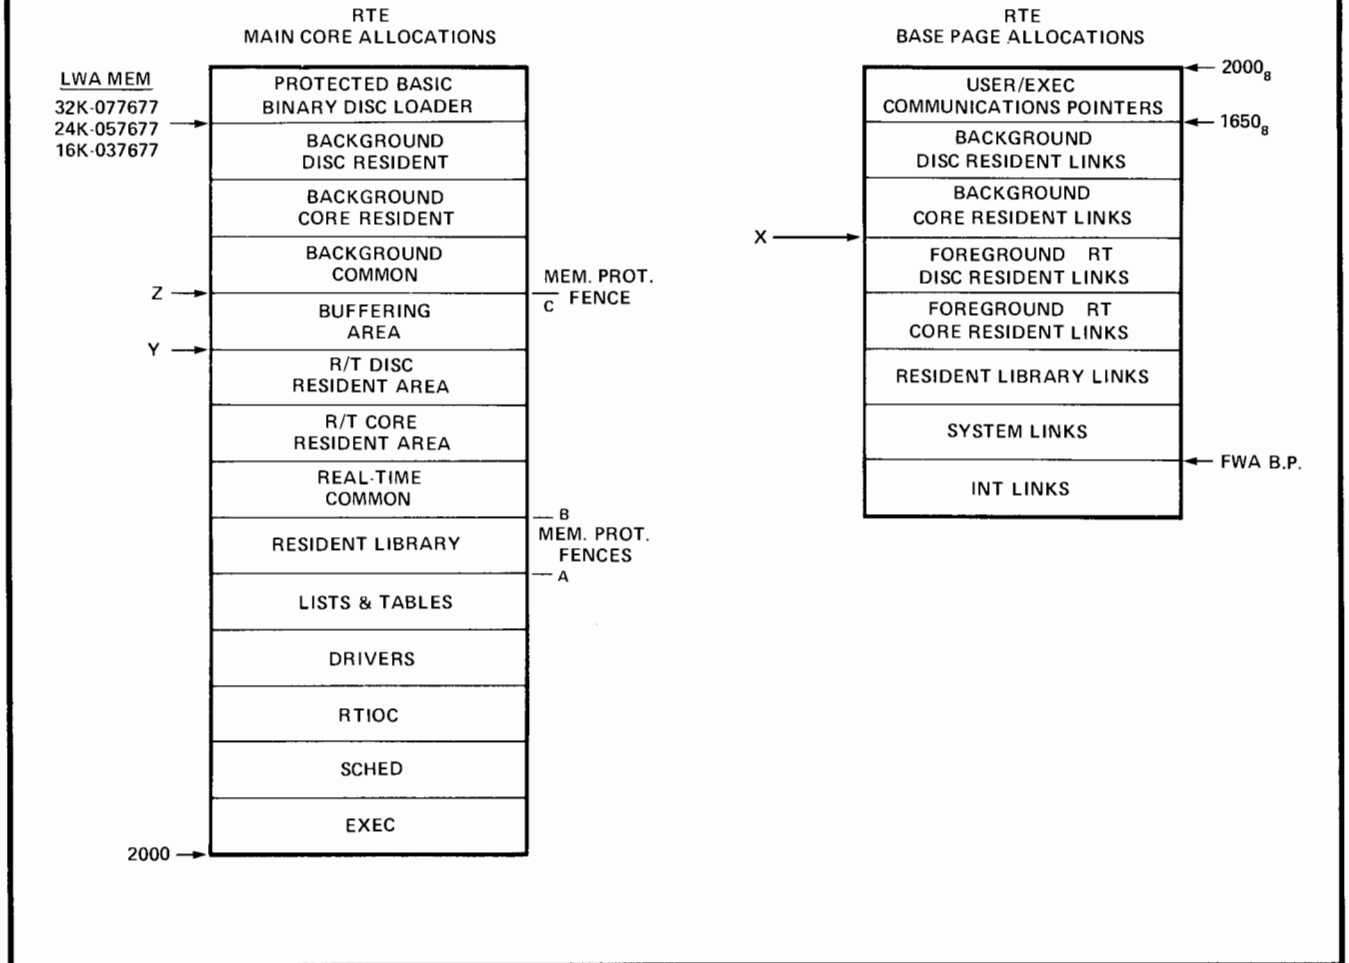 RTE
MAIN CORE ALLOCATIONS
LWA MEM
32K-077677
24K-057677
16K-037677
PROTECTED BASIC
BINARY DISC LOADER
BACKGROUND
DISC RESIDENT
BACKGROUND
CORE RESIDENT
BACKGROUND
COMMON
Z
MEM. PROT.
C FENCE
BUFFERING
AREA
Y
R/T DISC
RESIDENT AREA
R/T CORE
RESIDENT AREA
REAL-TIME
COMMON
B
MEM. PROT.
FENCES
RESIDENT LIBRARY
A
LISTS & TABLES
DRIVERS
RTIOC
SCHED
EXEC
2000
RTE
BASE PAGE ALLOCATIONS
2000₈
USER/EXEC
COMMUNICATIONS POINTERS
1650₈
BACKGROUND
DISC RESIDENT LINKS
BACKGROUND
CORE RESIDENT LINKS
X
FOREGROUND RT
DISC RESIDENT LINKS
FOREGROUND RT
CORE RESIDENT LINKS
RESIDENT LIBRARY LINKS
SYSTEM LINKS
FWA B.P.
INT LINKS